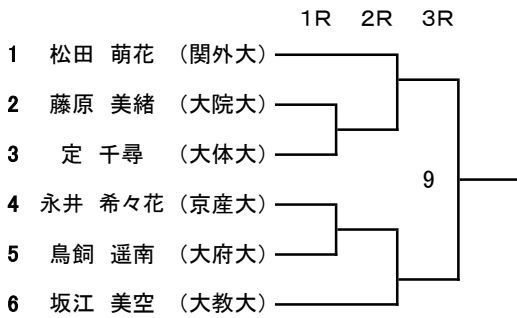 1R 2R 3R
1 松田 萌花 (関外大)
2 藤原 美緒 (大院大)
3 定 千尋 (大体大)
9
4 永井 希々花 (京産大)
5 鳥飼 遥南 (大府大)
6 坂江 美空 (大教大)